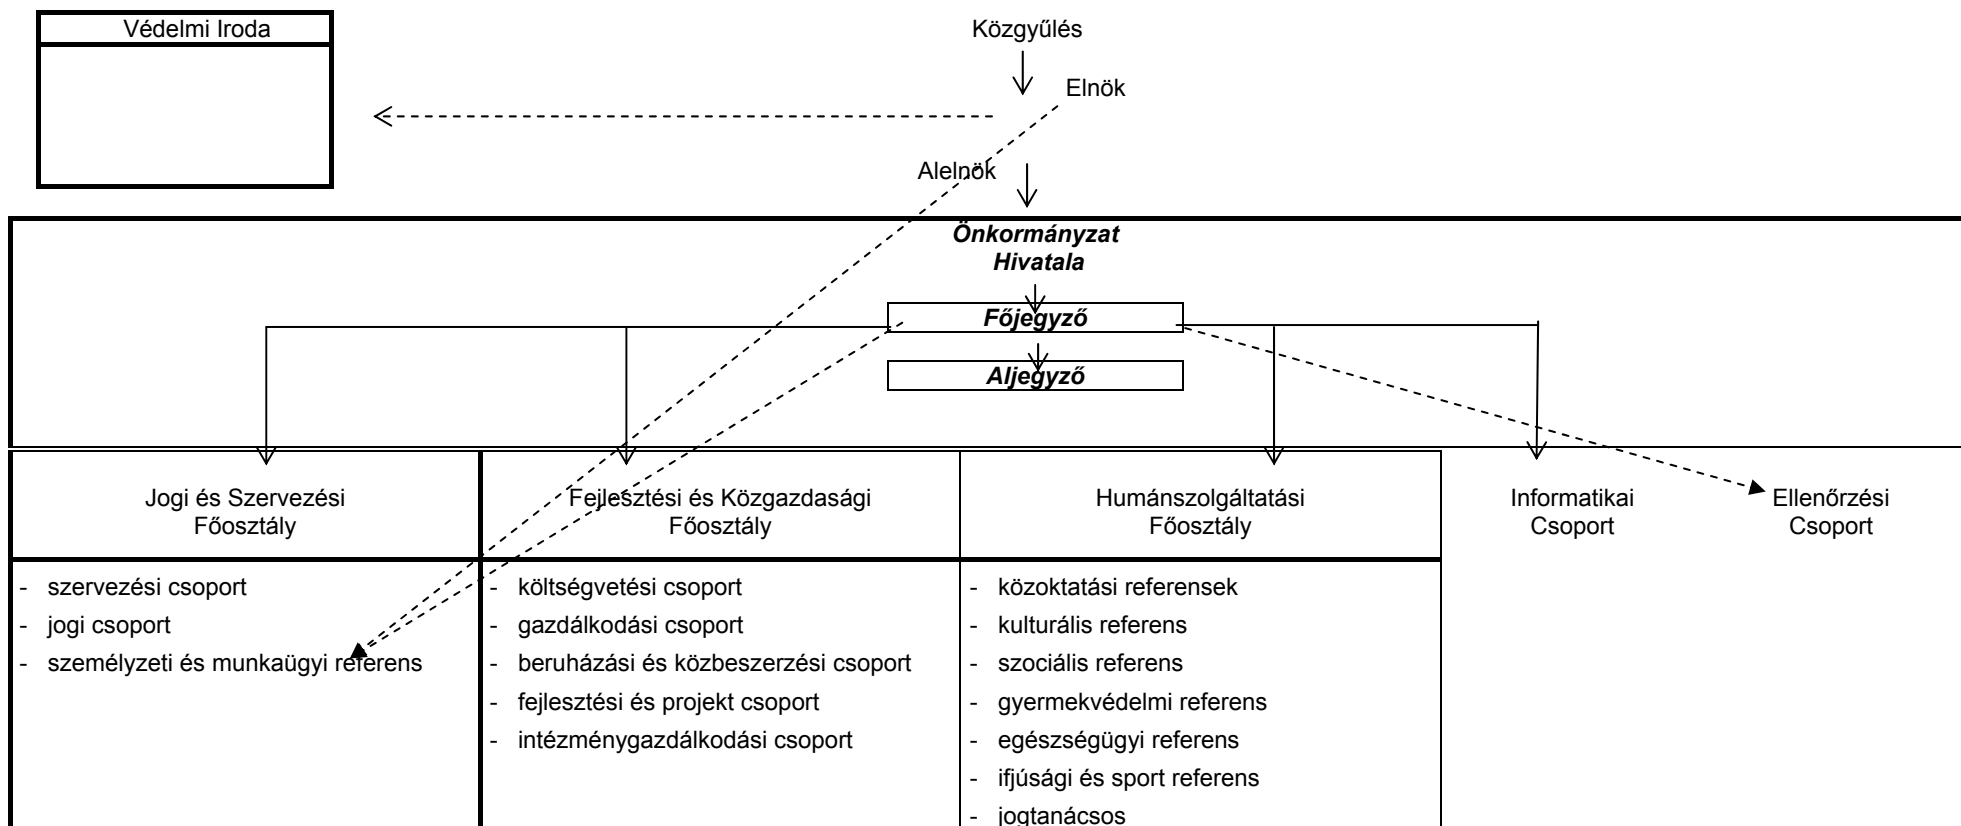 Védelmi Iroda
Közgyűlés
Elnök
Alelnök
Önkormányzat
Hivatala
Főjegyző
Aljegyző
Jogi és Szervezési
Főosztály
Fejlesztési és Közgazdasági
Főosztály
Humánszolgáltatási
Főosztály
Informatikai
Csoport
Ellenőrzési
Csoport
- szervezési csoport
- jogi csoport
- személyzeti és munkaügyi referens
- költségvetési csoport
- gazdálkodási csoport
- beruházási és közbeszerzési csoport
- fejlesztési és projekt csoport
- intézménygazdálkodási csoport
- közoktatási referensek
- kulturális referens
- szociális referens
- gyermekvédelmi referens
- egészségügyi referens
- ifjúsági és sport referens
- jogtanácsos